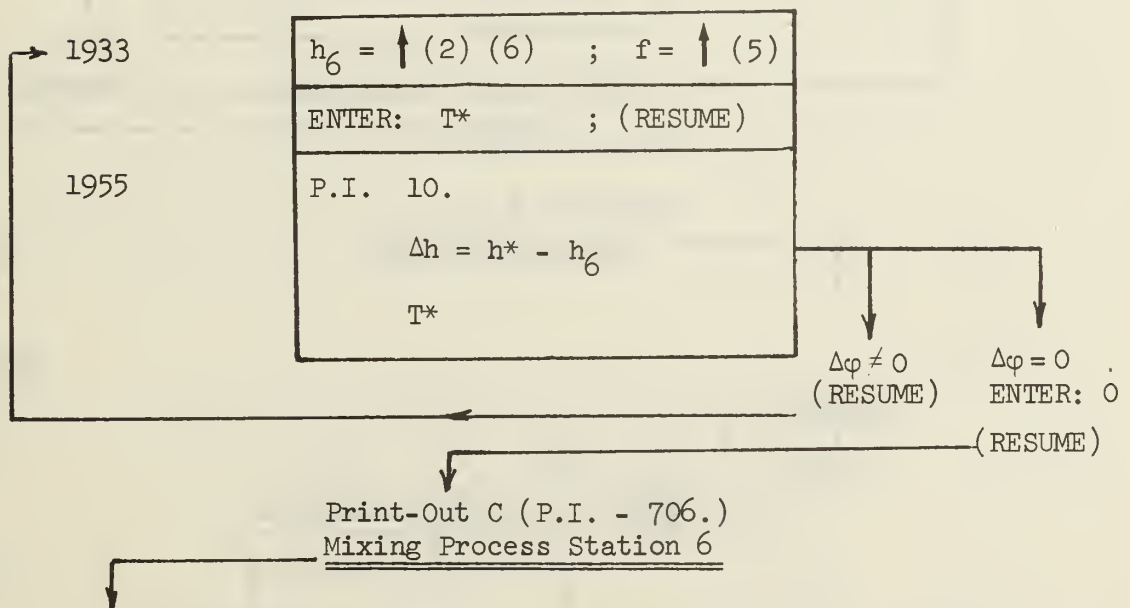 1933
h₆ = ↑ (2) (6) ; f = ↑ (5)
ENTER: T* ; (RESUME)
1955
P.I. 10.
Δh = h* - h₆
T*
Δφ ≠ 0
(RESUME)
Δφ = 0
ENTER: 0
(RESUME)
Print-Out C (P.I. - 706.)
Mixing Process Station 6